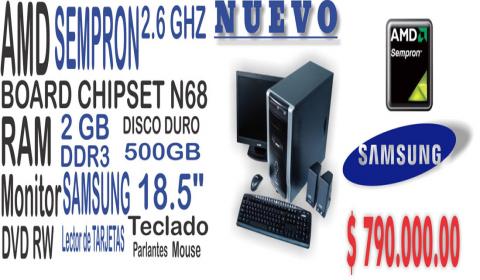 AMD SEMPRON 2.6 GHZ
BOARD CHIPSET N68
RAM 2 GB DDR3 DISCO DURO 500GB
Monitor SAMSUNG 18.5"
DVD RW Lector de TARJETAS Teclado Parlantes Mouse
NUEVO
AMD
Sempron
SAMSUNG
$ 790.000.00